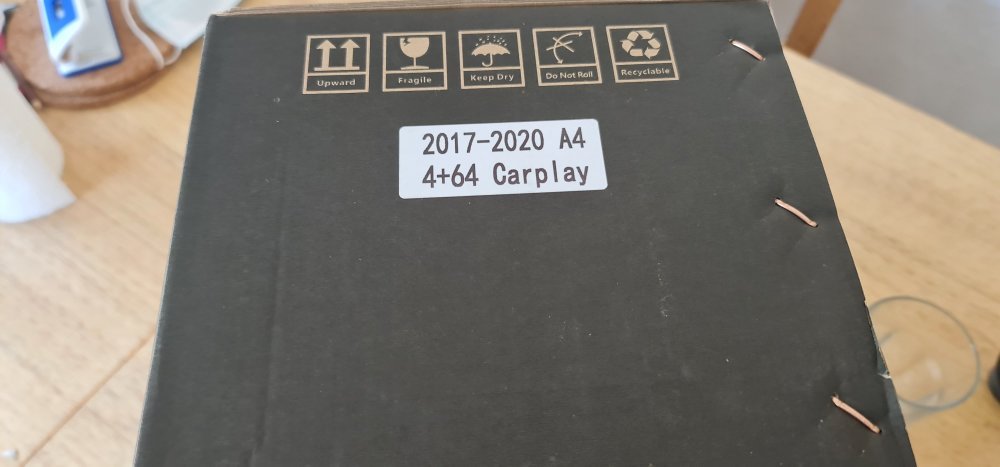 Upward Fragile Keep Dry Do Not Roll Recyclable
2017-2020 A4
4+64 Carplay